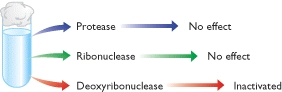 Protease No effect
Ribonuclease No effect
Deoxyribonuclease Inactivated